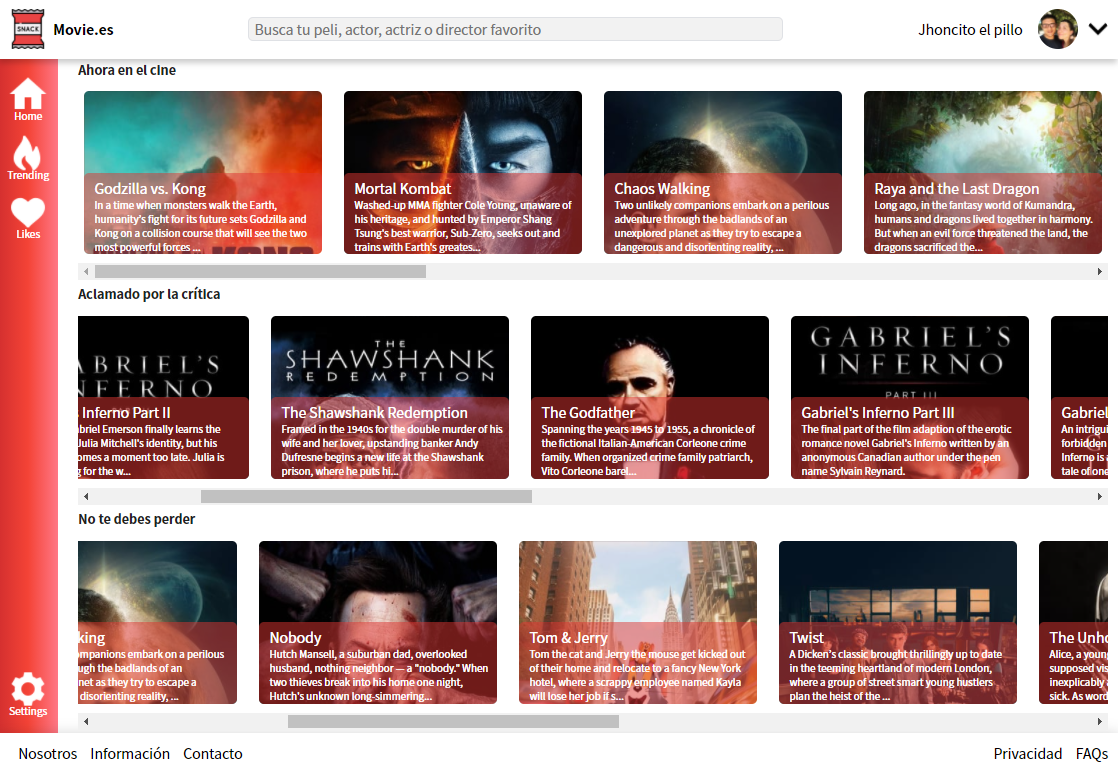 SNACK
Movie.es
Busca tu peli, actor, actriz o director favorito
Jhoncito el pillo
Home
Trending
Likes
Settings
Ahora en el cine
Godzilla vs. Kong
In a time when monsters walk the Earth,
humanity's fight for its future sets Godzilla and
Kong on a collision course that will see the two
most powerful forces ...
KONG
Mortal Kombat
Washed-up MMA fighter Cole Young, unaware of
his heritage, and hunted by Emperor Shang
Tsung's best warrior, Sub-Zero, seeks out and
trains with Earth's greates...
Chaos Walking
Two unlikely companions embark on a perilous
adventure through the badlands of an
unexplored planet as they try to escape a
dangerous and disorienting reality, ...
Raya and the Last Dragon
Long ago, in the fantasy world of Kumandra,
humans and dragons lived together in harmony.
But when an evil force threatened the land, the
dragons sacrificed the...
Aclamado por la crítica
ABRIEL'S
NFERNO
s Inferno Part II
briel Emerson finally learns the
Julia Mitchell's identity, but his
omes a moment too late. Julia is
g for the w...
THE
SHAWSHANK
REDEMPTION
The Shawshank Redemption
Framed in the 1940s for the double murder of his
wife and her lover, upstanding banker Andy
Dufresne begins a new life at the Shawshank
prison, where he puts hi...
The Godfather
Spanning the years 1945 to 1955, a chronicle of
the fictional Italian-American Corleone crime
family. When organized crime family patriarch,
Vito Corleone barel...
GABRIEL'S
INFERNO
PART III
Gabriel's Inferno Part III
The final part of the film adaption of the erotic
romance novel Gabriel's Inferno written by an
anonymous Canadian author under the pen
name Sylvain Reynard.
Gabriel
An intrigui
forbidden
Inferno is a
tale of one
No te debes perder
king
mpanions embark on a perilous
ugh the badlands of an
net as they try to escape a
disorienting reality, ...
Nobody
Hutch Mansell, a suburban dad, overlooked
husband, nothing neighbor — a "nobody." When
two thieves break into his home one night,
Hutch's unknown long-simmering...
Tom & Jerry
Tom the cat and Jerry the mouse get kicked out
of their home and relocate to a fancy New York
hotel, where a scrappy employee named Kayla
will lose her job if s...
Twist
A Dicken's classic brought thrillingly up to date
in the teeming heartland of modern London,
where a group of street smart young hustlers
plan the heist of the ...
The Unho
Alice, a young
supposed vis
inexplicably a
sick. As word
Nosotros Información Contacto
Privacidad FAQs